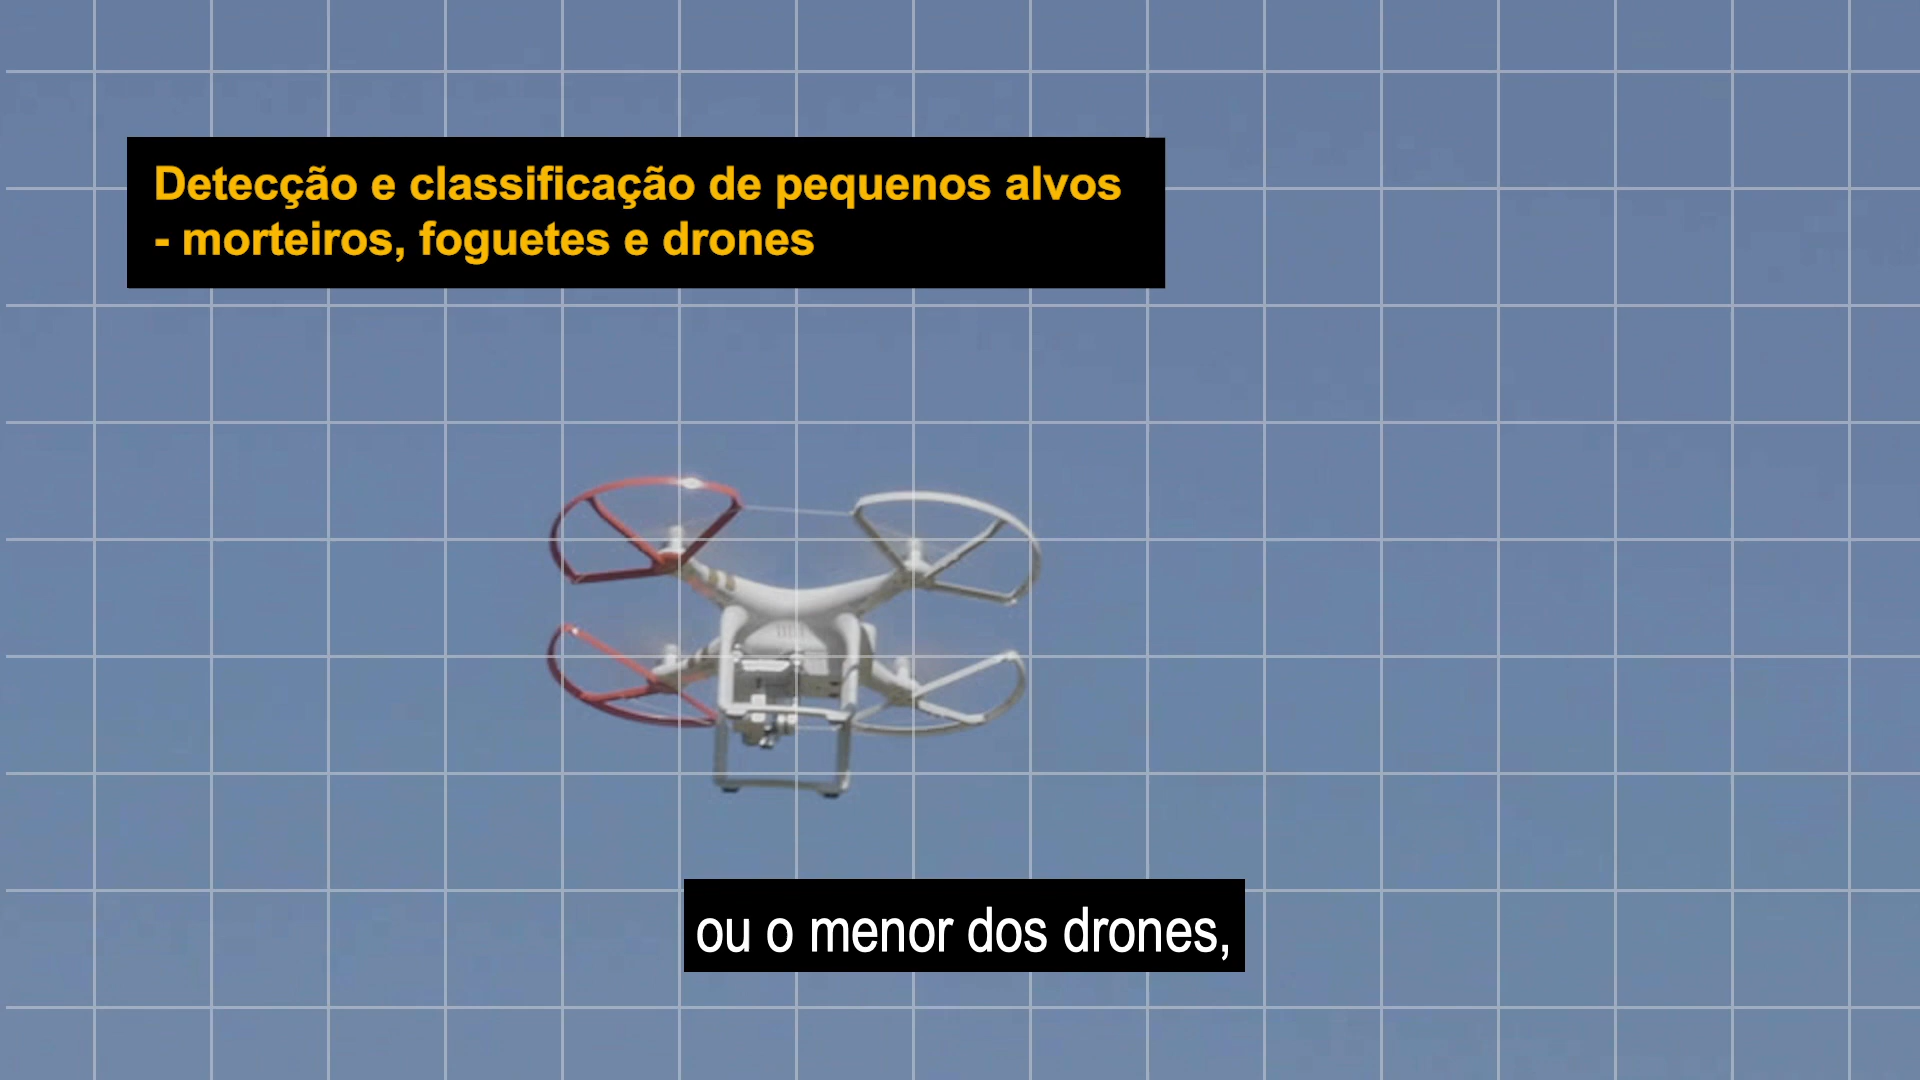 Detecção e classificação de pequenos alvos
- morteiros, foguetes e drones
ou o menor dos drones,